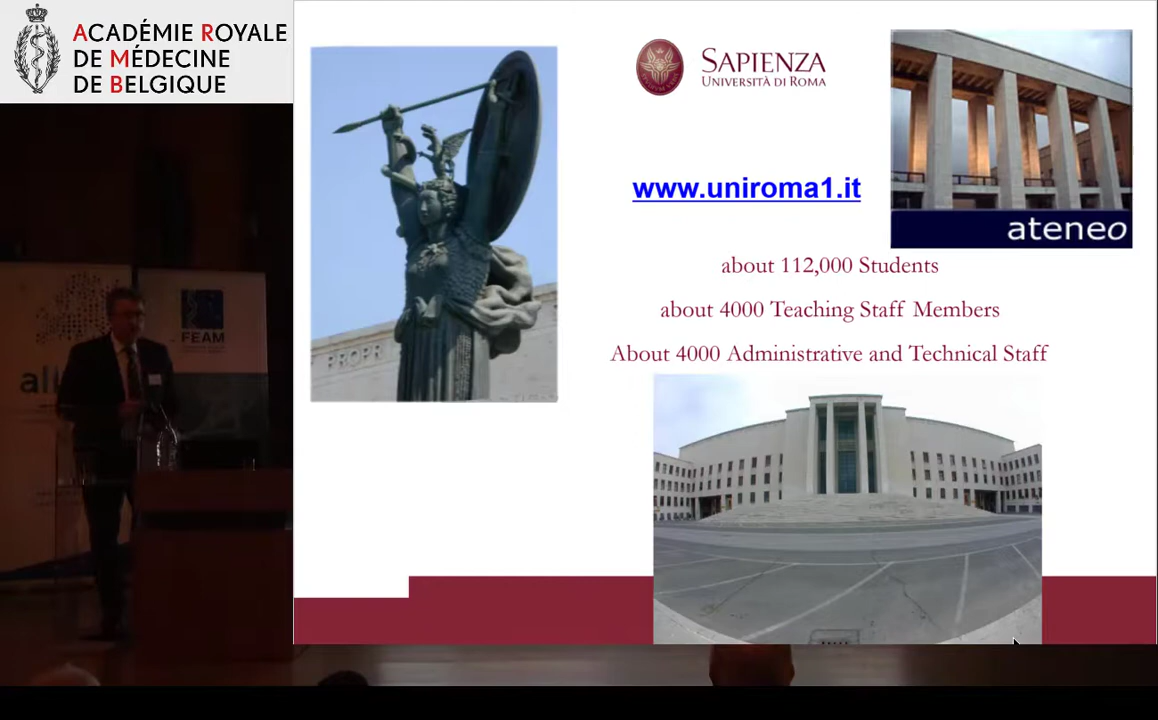 ACADÉMIE ROYALE
DE MÉDECINE
DE BELGIQUE
SAPIENZA
UNIVERSITÀ DI ROMA
www.uniroma1.it
ateneo
about 112,000 Students
about 4000 Teaching Staff Members
About 4000 Administrative and Technical Staff
PROPR
FEAM
all